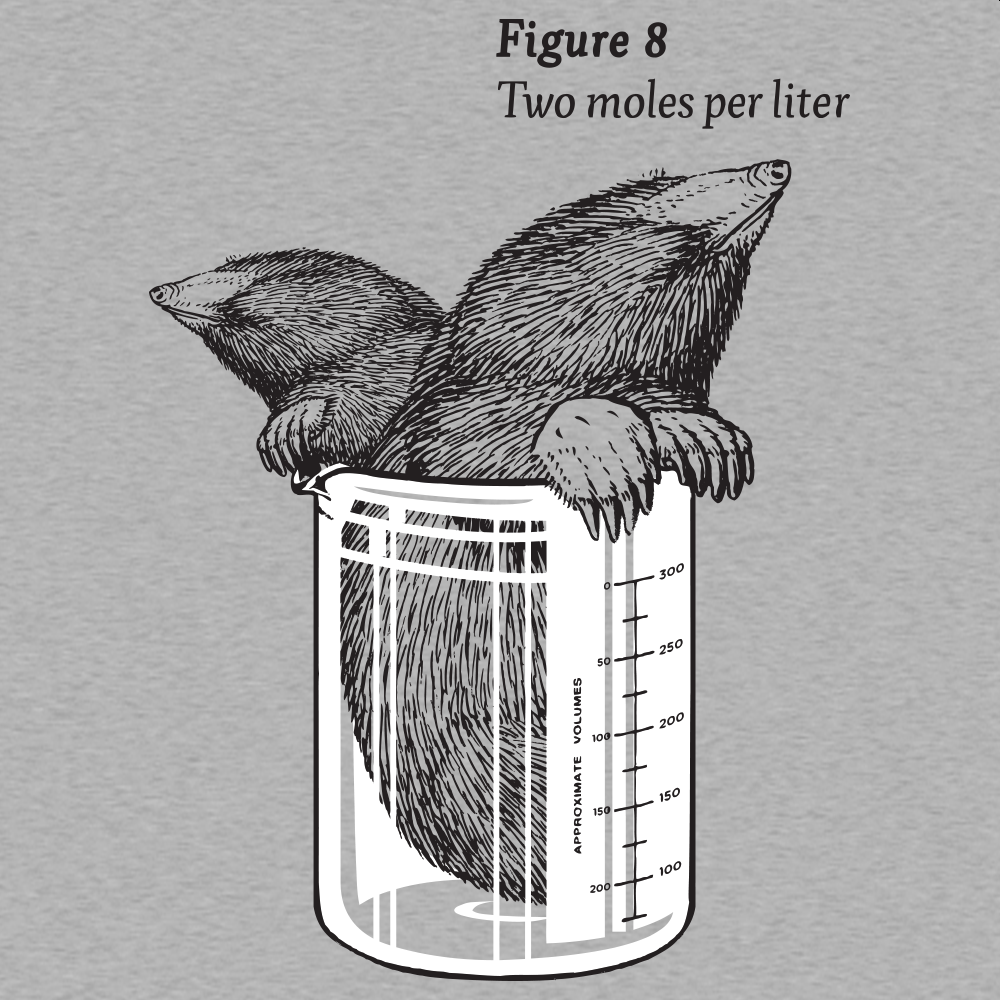 Figure 8
Two moles per liter
0 300
50 250
100 200
150 150
200 100
APPROXIMATE VOLUMES